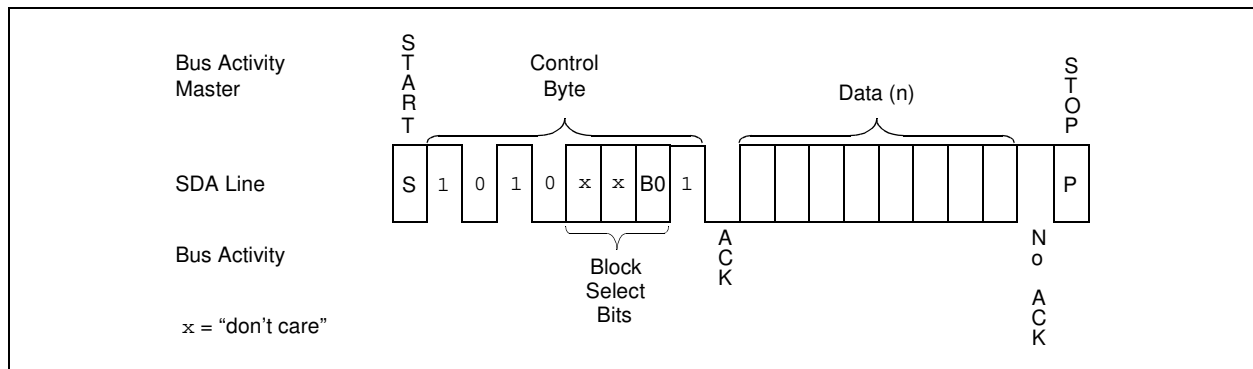 Bus Activity
Master
START
Control
Byte
Data (n)
STOP
SDA Line
S 1 0 1 0 x x B0 1 P
Bus Activity
ACK
Block
Select
Bits
No ACK
x = “don’t care”